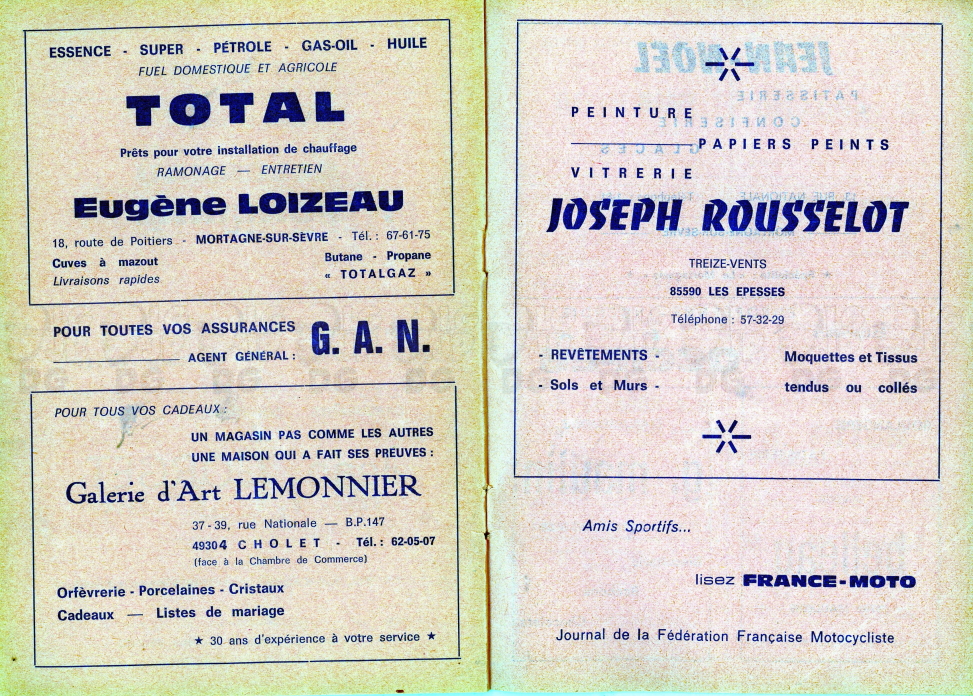 ESSENCE - SUPER - PÉTROLE - GAS-OIL - HUILE
FUEL DOMESTIQUE ET AGRICOLE
TOTAL
Prêts pour votre installation de chauffage
RAMONAGE — ENTRETIEN
Eugène LOIZEAU
18, route de Poitiers - MORTAGNE-SUR-SÈVRE - Tél. : 67-61-75
Cuves à mazout
Livraisons rapides
Butane - Propane
« TOTALGAZ »
POUR TOUTES VOS ASSURANCES
AGENT GÉNÉRAL :
G. A. N.
POUR TOUS VOS CADEAUX :
UN MAGASIN PAS COMME LES AUTRES
UNE MAISON QUI A FAIT SES PREUVES :
Galerie d'Art LEMONNIER
37-39, rue Nationale — B.P.147
49304 CHOLET - Tél. : 62-05-07
(face à la Chambre de Commerce)
Orfèvrerie - Porcelaines - Cristaux
Cadeaux — Listes de mariage
★ 30 ans d'expérience à votre service ★
PEINTURE
PAPIERS PEINTS
VITRERIE
JOSEPH ROUSSELOT
TREIZE-VENTS
85590 LES EPESSES
Téléphone : 57-32-29
- REVÊTEMENTS -
- Sols et Murs -
Moquettes et Tissus
tendus ou collés
Amis Sportifs...
lisez FRANCE-MOTO
Journal de la Fédération Française Motocycliste